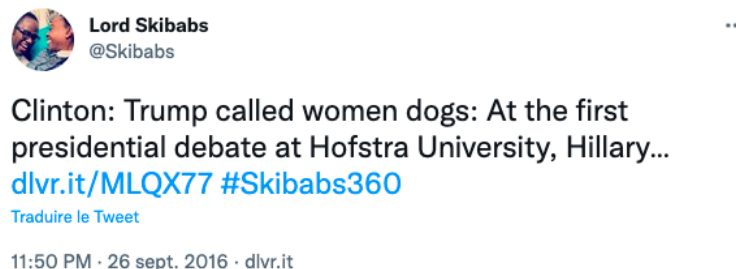 Lord Skibabs
@Skibabs
Clinton: Trump called women dogs: At the first
presidential debate at Hofstra University, Hillary...
dlvr.it/MLQX77 #Skibabs360
Traduire le Tweet
11:50 PM · 26 sept. 2016 · dlvr.it